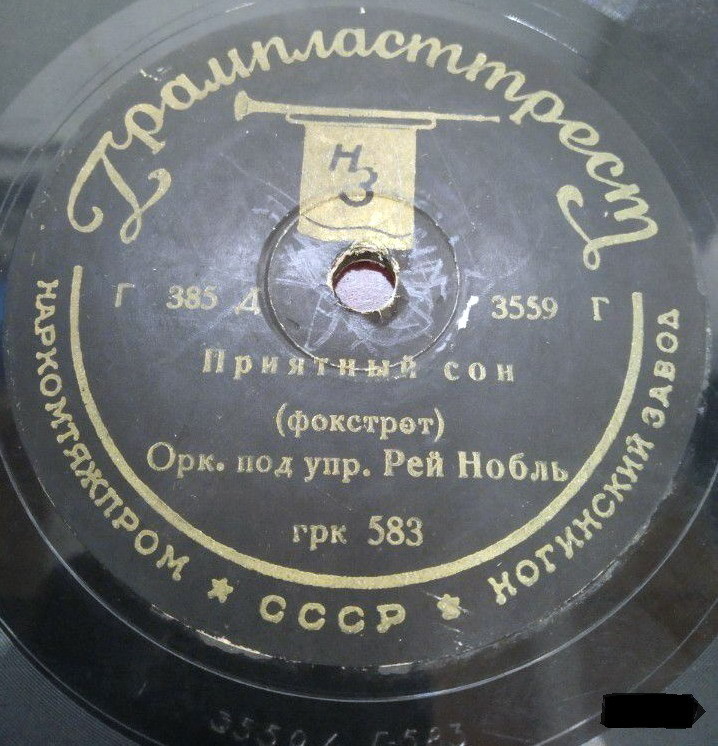 Грампласттрест
НЗ
Г 385 Д 3559 Г
Приятный сон
(фокстрот)
Орк. под упр. Рей Нобль
грк 583
НАРКОМТЯЖПРОМ ★ СССР ★ НОГИНСКИЙ ЗАВОД